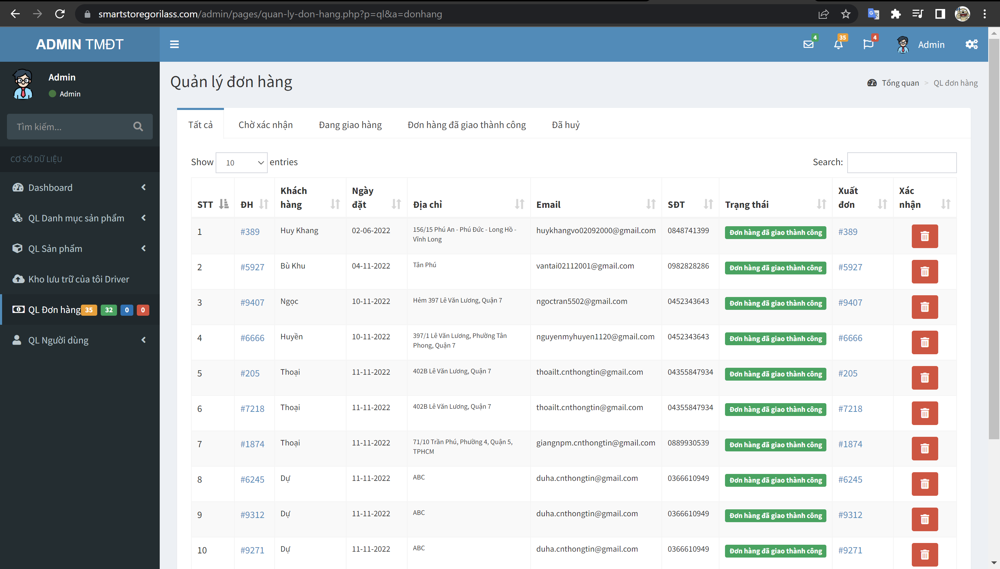 smartstoregorilass.com/admin/pages/quan-ly-don-hang.php?p=ql&a=donhang
ADMIN TMĐT
4
35
4
Admin
Admin
Admin
Tìm kiếm...
CƠ SỞ DỮ LIỆU
Dashboard
QL Danh mục sản phẩm
QL Sản phẩm
Kho lưu trữ của tôi Driver
QL Đơn hàng 35 32 0 0
QL Người dùng
Quản lý đơn hàng
Tổng quan > QL đơn hàng
Tất cả Chờ xác nhận Đang giao hàng Đơn hàng đã giao thành công Đã huỷ
Show 10 entries Search:
STT ĐH Khách hàng Ngày đặt Địa chỉ Email SĐT Trạng thái Xuất đơn Xác nhận
1 #389 Huy Khang 02-06-2022 156/15 Phú An - Phú Đức - Long Hồ - Vĩnh Long huykhangvo02092000@gmail.com 0848741399 Đơn hàng đã giao thành công #389
2 #5927 Bù Khu 04-11-2022 Tân Phú vantai02112001@gmail.com 0982828286 Đơn hàng đã giao thành công #5927
3 #9407 Ngọc 10-11-2022 Hẻm 397 Lê Văn Lương, Quận 7 ngoctran5502@gmail.com 0452343643 Đơn hàng đã giao thành công #9407
4 #6666 Huyền 10-11-2022 397/1 Lê Văn Lương, Phường Tân Phong, Quận 7 nguyenmyhuyen1120@gmail.com 0452343643 Đơn hàng đã giao thành công #6666
5 #205 Thoại 11-11-2022 402B Lê Văn Lương, Quận 7 thoailt.cnthongtin@gmail.com 04355847934 Đơn hàng đã giao thành công #205
6 #7218 Thoại 11-11-2022 402B Lê Văn Lương, Quận 7 thoailt.cnthongtin@gmail.com 04355847934 Đơn hàng đã giao thành công #7218
7 #1874 Thoại 11-11-2022 71/10 Trần Phú, Phường 4, Quận 5, TPHCM giangnpm.cnthongtin@gmail.com 0889930539 Đơn hàng đã giao thành công #1874
8 #6245 Dự 11-11-2022 ABC duha.cnthongtin@gmail.com 0366610949 Đơn hàng đã giao thành công #6245
9 #9312 Dự 11-11-2022 ABC duha.cnthongtin@gmail.com 0366610949 Đơn hàng đã giao thành công #9312
10 #9271 Dự 11-11-2022 ABC duha.cnthongtin@gmail.com 0366610949 Đơn hàng đã giao thành công #9271